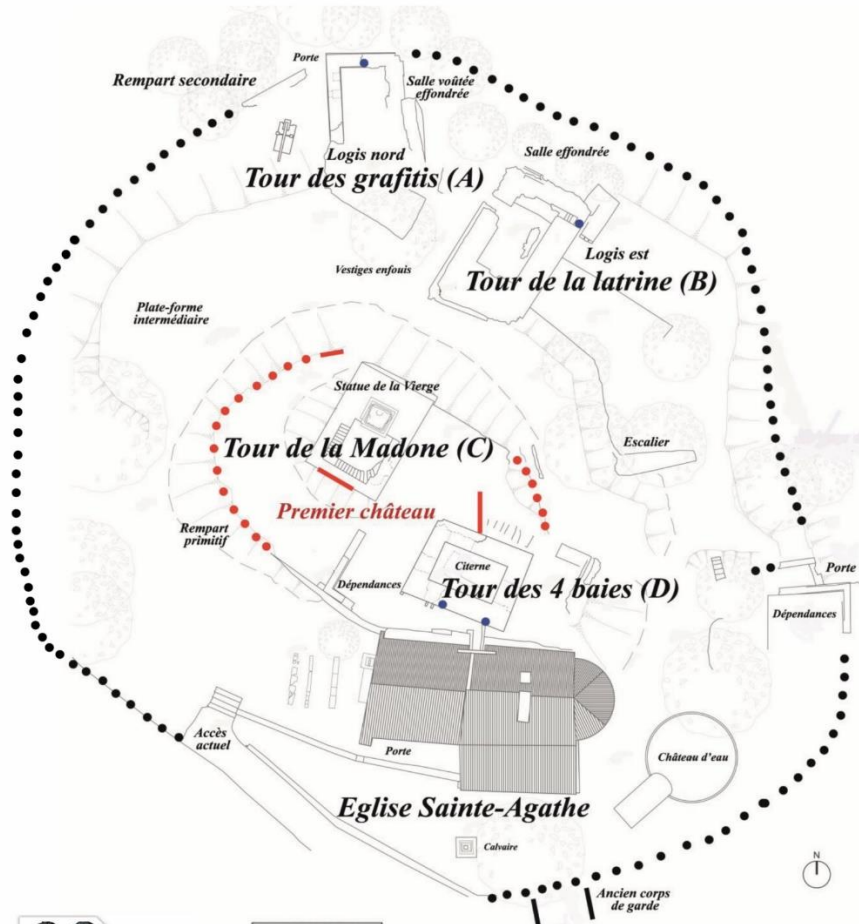 Porte
Rempart secondaire
Salle voûtée
effondrée
Logis nord
Tour des grafitis (A)
Salle effondrée
Logis est
Tour de la latrine (B)
Vestiges enfouis
Plate-forme
intermédiaire
Statue de la Vierge
Tour de la Madone (C)
Escalier
Premier château
Rempart
primitif
Citerne
Dépendances
Tour des 4 baies (D)
Porte
Dépendances
Accès
actuel
Porte
Château d'eau
Eglise Sainte-Agathe
Calvaire
N
Ancien corps
de garde